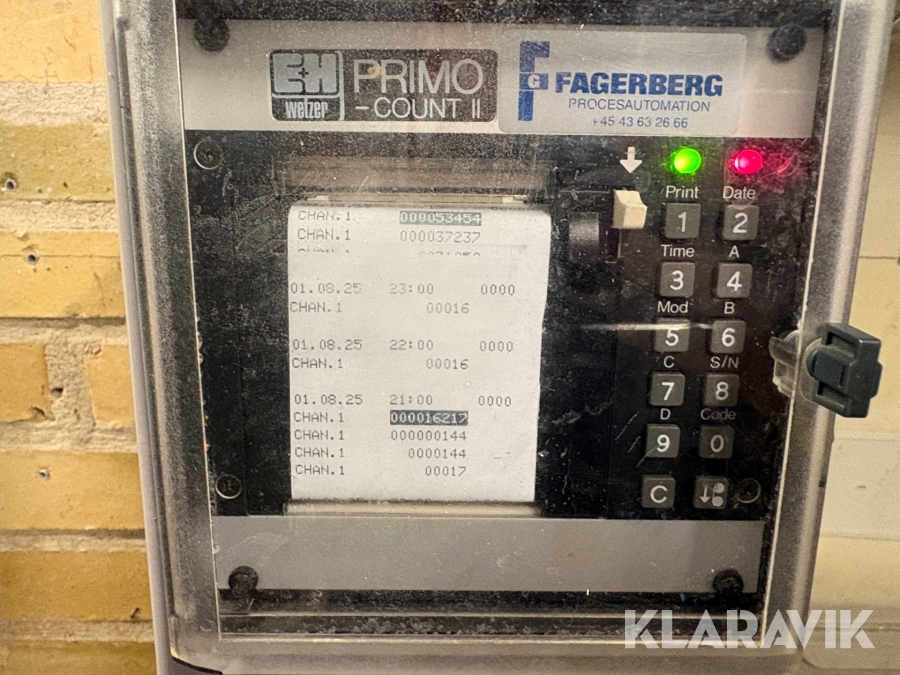 E+H
wetzer
PRIMO
-COUNT II
G
FAGERBERG
PROCESAUTOMATION
+45 43 63 26 66
CHAN.1 000053454
CHAN.1 000037237
CHAN.1
01.08.25 23:00 0000
CHAN.1 00016
01.08.25 22:00 0000
CHAN.1 00016
01.08.25 21:00 0000
CHAN.1 000016217
CHAN.1 000000144
CHAN.1 0000144
CHAN.1 00017
Print Date
1 2
Time A
3 4
Mod B
5 6
C S/N
7 8
D Code
9 0
C
KLARAVIK